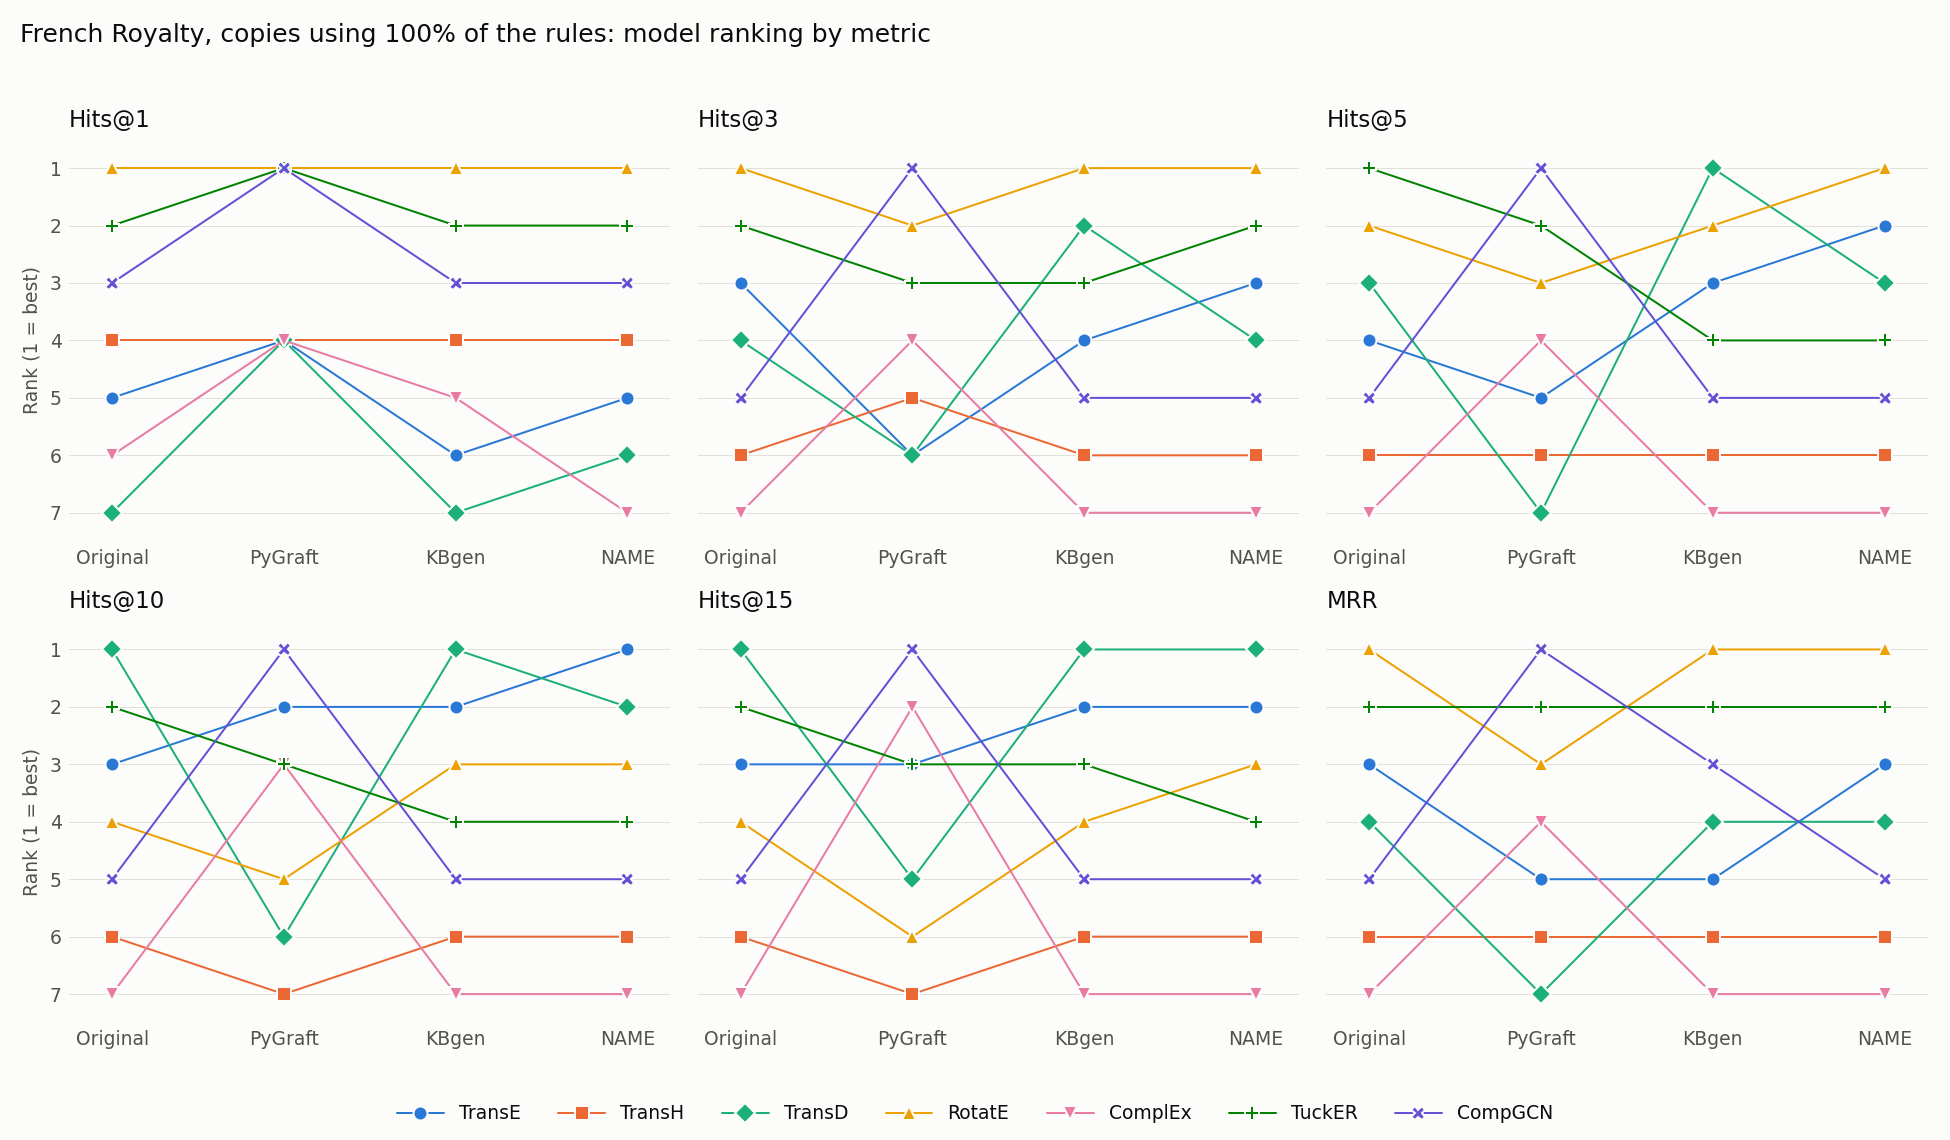 French Royalty, copies using 100% of the rules: model ranking by metric
Hits@1
Hits@3
Hits@5
Rank (1 = best)
1
2
3
4
5
6
7
Original PyGraft KBgen NAME
Original PyGraft KBgen NAME
Original PyGraft KBgen NAME
Hits@10
Hits@15
MRR
Rank (1 = best)
1
2
3
4
5
6
7
Original PyGraft KBgen NAME
Original PyGraft KBgen NAME
Original PyGraft KBgen NAME
TransE TransH TransD RotatE ComplEx TuckER CompGCN